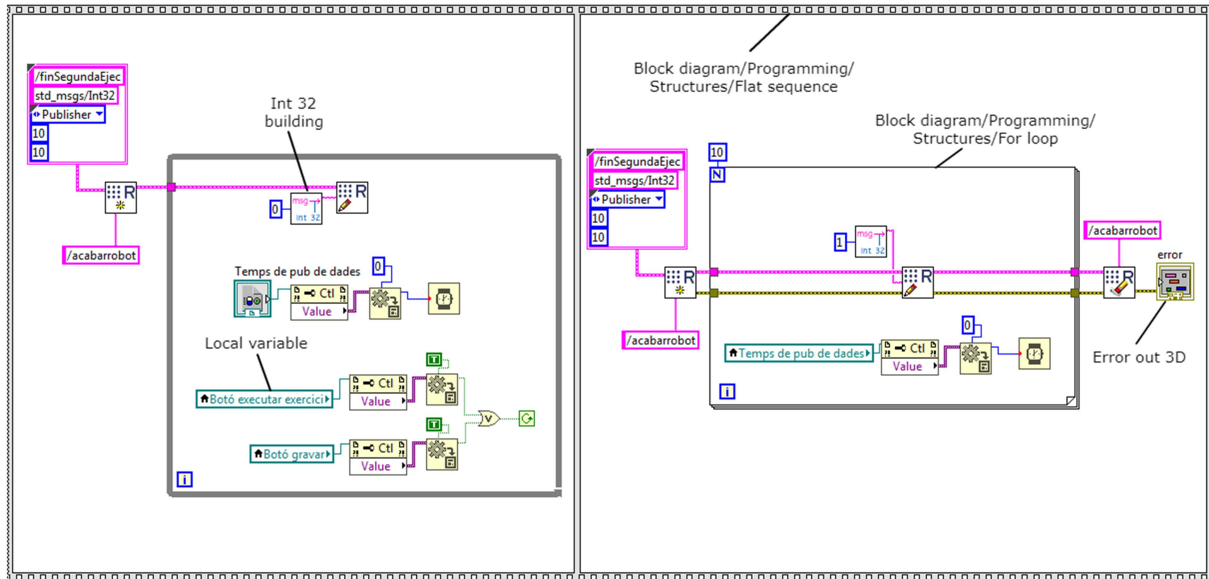 /finSegundaEjec
std_msgs/Int32
Publisher
10
10
R
/acabarrobot
Int 32
building
R
0
msg
int 32
Temps de pub de dades
0
Ctl
Value
Local variable
T
Botó executar exercici
Ctl
Value
V
T
Botó gravar
Ctl
Value
i
Block diagram/Programming/
Structures/Flat sequence
Block diagram/Programming/
Structures/For loop
/finSegundaEjec
std_msgs/Int32
Publisher
10
10
R
/acabarrobot
10
N
1
msg
int 32
R
0
Temps de pub de dades
Ctl
Value
i
/acabarrobot
R
error
Error out 3D